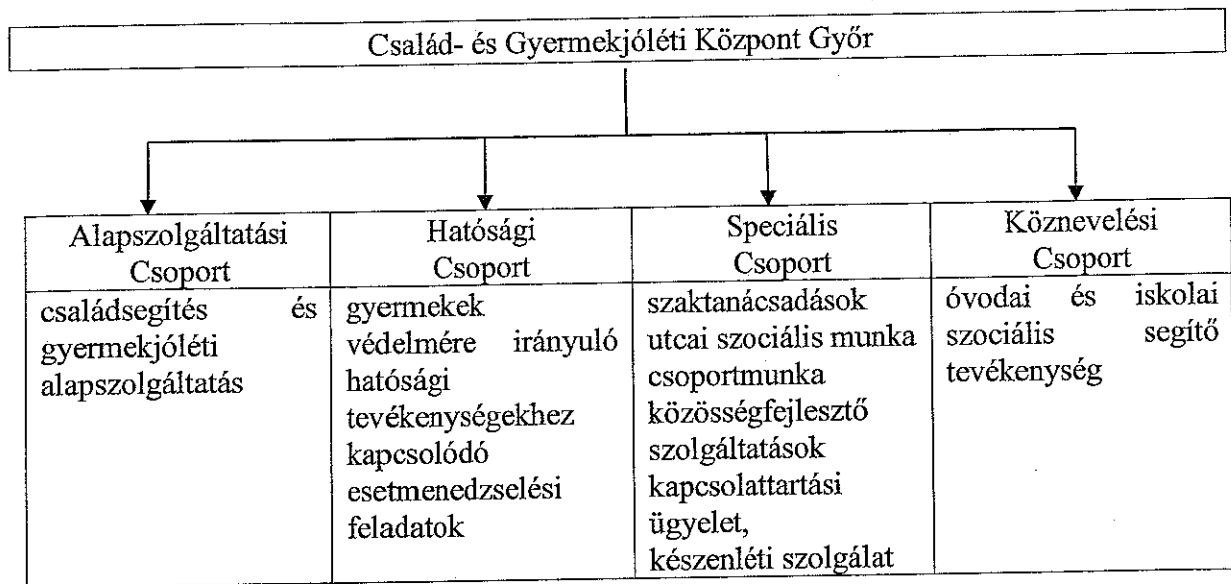 Család- és Gyermekjóléti Központ Győr
Alapszolgáltatási
Csoport
családsegítés és
gyermekjóléti
alapszolgáltatás
Hatósági
Csoport
gyermekek
védelmére irányuló
hatósági
tevékenységekhez
kapcsolódó
esetmenedzselési
feladatok
Speciális
Csoport
szaktanácsadások
utcai szociális munka
csoportmunka
közösségfejlesztő
szolgáltatások
kapcsolattartási
ügyelet,
készenléti szolgálat
Köznevelési
Csoport
óvodai és iskolai
szociális segítő
tevékenység